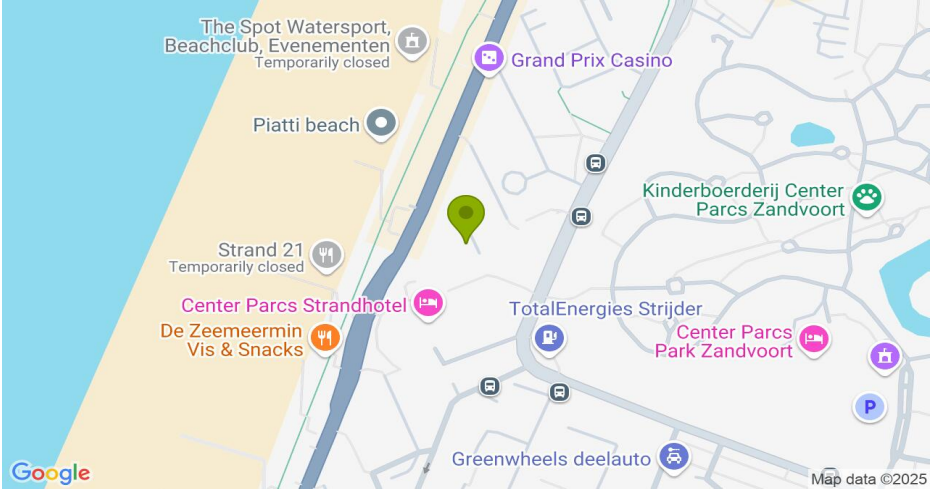 The Spot Watersport,
Beachclub, Evenementen
Temporarily closed
Grand Prix Casino
Piatti beach
Kinderboerderij Center
Parcs Zandvoort
Strand 21
Temporarily closed
Center Parcs Strandhotel
TotalEnergies Strijder
De Zeemeermin
Vis & Snacks
Center Parcs
Park Zandvoort
P
Greenwheels deelauto
Google
Map data ©2025